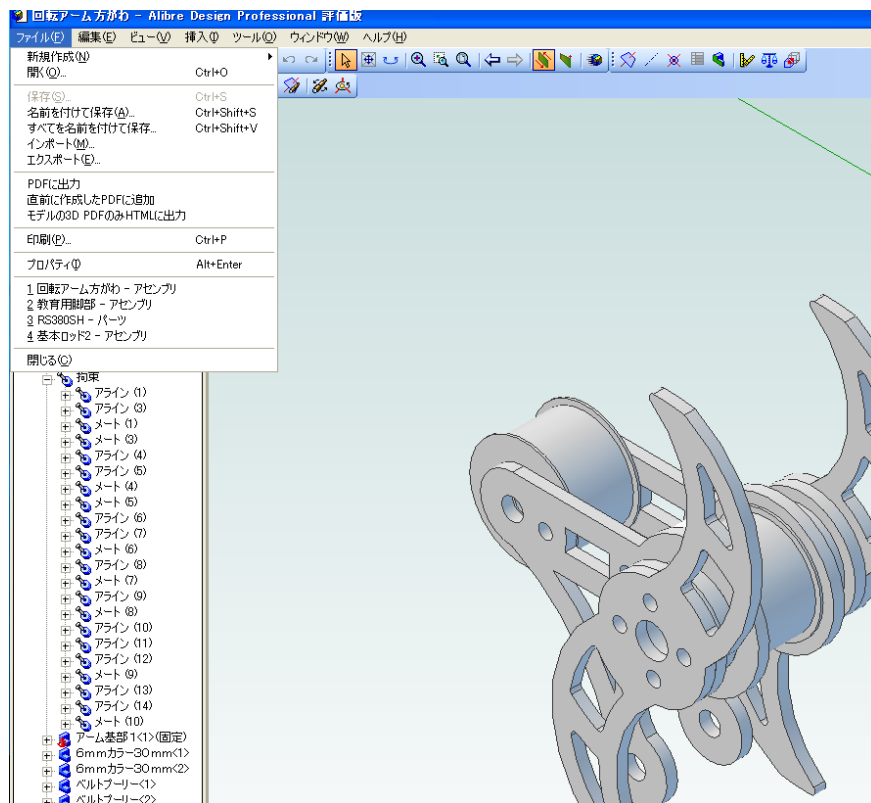 回転アーム方がわ - Alibre Design Professional 評価版
ファイル(F) 編集(E) ビュー(V) 挿入(I) ツール(O) ウィンドウ(W) ヘルプ(H)
新規作成(N)
開く(O)... Ctrl+O
保存(S)... Ctrl+S
名前を付けて保存(A)... Ctrl+Shift+S
すべてを名前を付けて保存... Ctrl+Shift+V
インポート(M)...
エクスポート(E)...
PDFに出力
直前に作成したPDFに追加
モデルの3D PDFのみHTMLに出力
印刷(P)... Ctrl+P
プロパティ(I) Alt+Enter
1 回転アーム方がわ - アセンブリ
2 教育用脚部 - アセンブリ
3 RS380SH - パーツ
4 基本ロッド2 - アセンブリ
閉じる(C)
拘束
アライン (1)
アライン (3)
メート (1)
メート (3)
アライン (4)
アライン (5)
メート (4)
メート (5)
アライン (6)
アライン (7)
メート (6)
アライン (8)
メート (7)
アライン (9)
メート (8)
アライン (10)
アライン (11)
アライン (12)
メート (9)
アライン (13)
アライン (14)
メート (10)
アーム基部1<1>(固定)
6mmカラー30mm<1>
6mmカラー30mm<2>
ベルトプーリー<1>
ベルトプーリー<2>